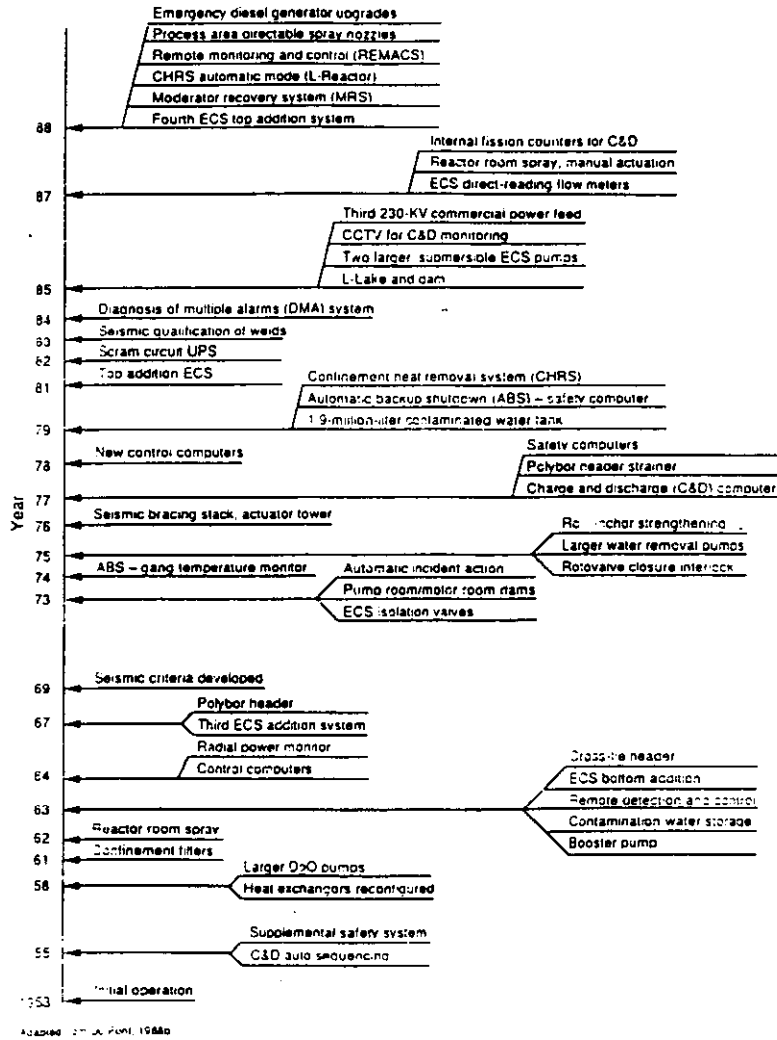 Emergency diesel generator upgrades
Process area directable spray nozzles
Remote monitoring and control (REMACS)
CHRS automatic mode (L-Reactor)
Moderator recovery system (MRS)
Fourth ECS top addition system
88
Internal fission counters for C&D
Reactor room spray, manual actuation
ECS direct-reading flow meters
87
Third 230-KV commercial power feed
CCTV for C&D monitoring
Two larger, submersible ECS pumps
L-Lake and dam
85
Diagnosis of multiple alarms (DMA) system
84
Seismic qualification of welds
83
Scram circuit UPS
82
Top addition ECS
81
Confinement heat removal system (CHRS)
Automatic backup shutdown (ABS) – safety computer
1.9-million-liter contaminated water tank
79
New control computers
78
Safety computers
Polybor header strainer
Charge and discharge (C&D) computer
77
Year
Seismic bracing stack, actuator tower
76
strengthening
Larger water removal pumps
Rotovalve closure interlock
75
ABS – gang temperature monitor
74
Automatic incident action
Pump room/motor room dams
ECS isolation valves
73
Seismic criteria developed
69
Polybor header
Third ECS addition system
67
Radial power monitor
Control computers
64
Cross-tie header
ECS bottom addition
Remote detection and control
Contamination water storage
Booster pump
63
Reactor room spray
62
Confinement filters
61
Larger D2O pumps
Heat exchangers reconfigured
58
Supplemental safety system
C&D auto sequencing
55
Initial operation
1953
Adapted Pont, 1988b